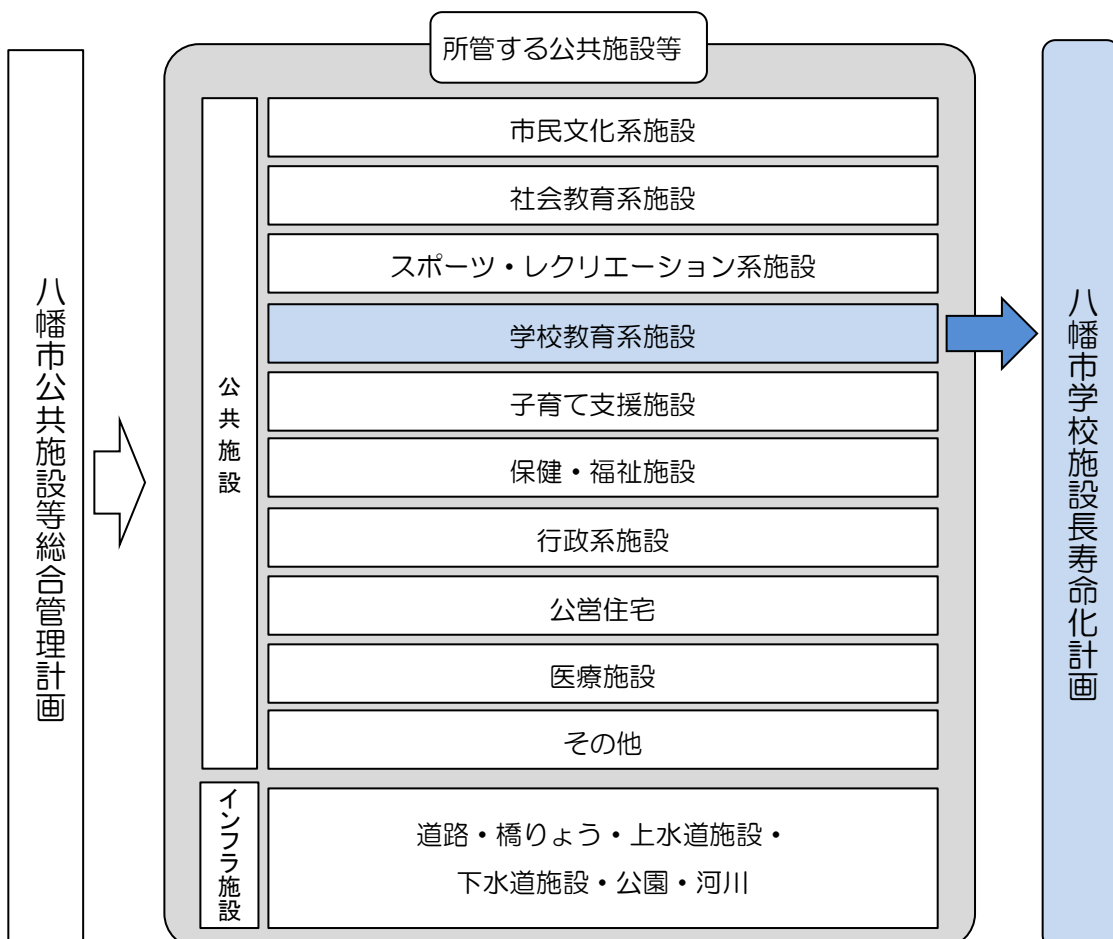 所管する公共施設等
八幡市公共施設等総合管理計画
公共施設
市民文化系施設
社会教育系施設
スポーツ・レクリエーション系施設
学校教育系施設
子育て支援施設
保健・福祉施設
行政系施設
公営住宅
医療施設
その他
インフラ施設
道路・橋りょう・上水道施設・
下水道施設・公園・河川
八幡市学校施設長寿命化計画